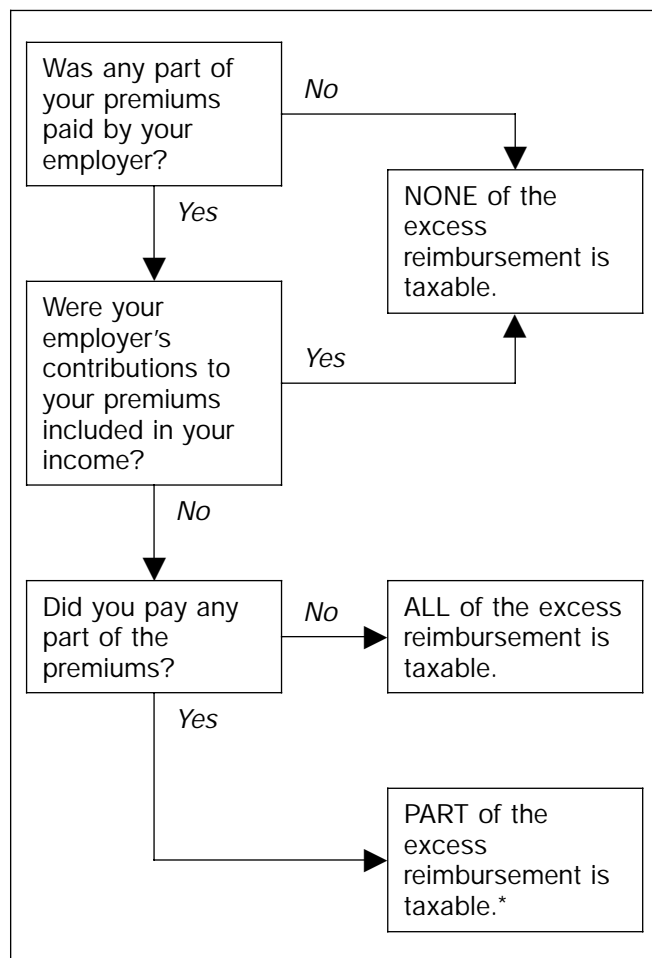 Was any part of
your premiums
paid by your
employer?
No
Yes
NONE of the
excess
reimbursement is
taxable.
Were your
employer's
contributions to
your premiums
included in your
income?
Yes
No
Did you pay any
part of the
premiums?
No
ALL of the excess
reimbursement is
taxable.
Yes
PART of the
excess
reimbursement is
taxable.*